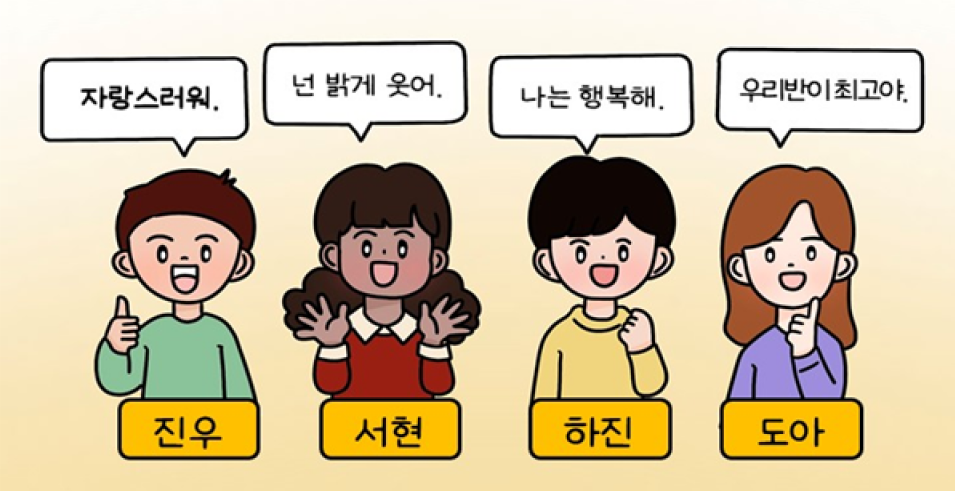 자랑스러워.
넌 밝게 웃어.
나는 행복해.
우리반이 최고야.
진우
서현
하진
도아